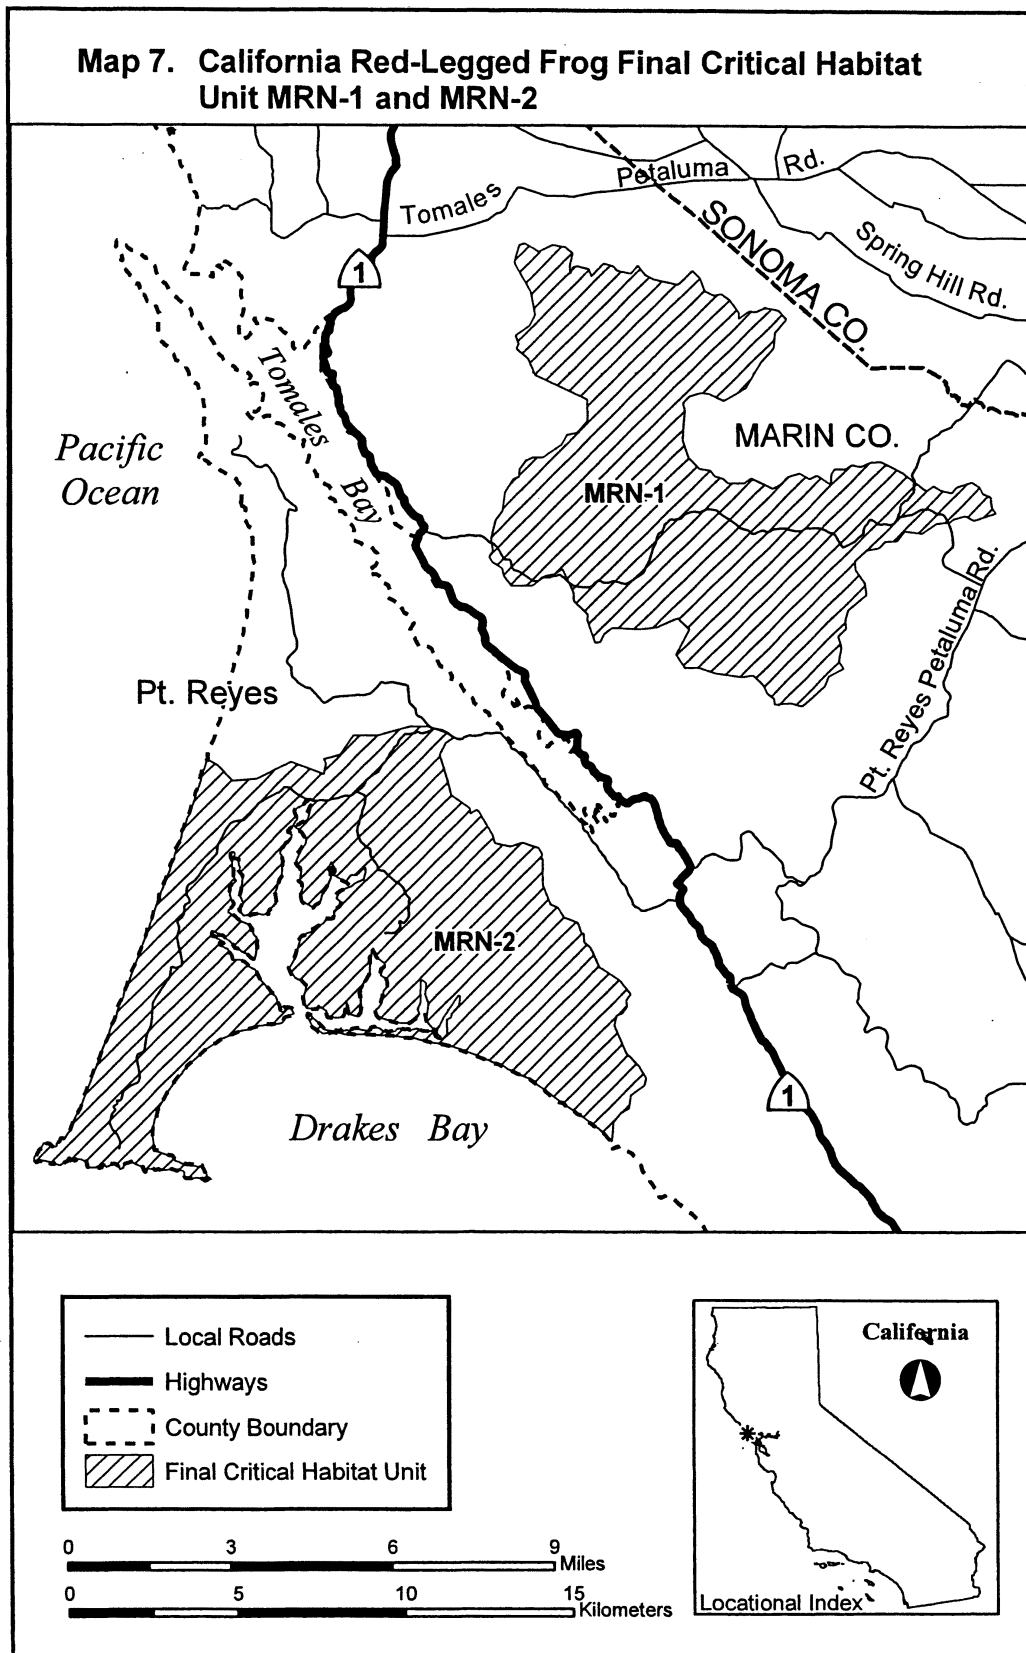 Map 7. California Red-Legged Frog Final Critical Habitat
Unit MRN-1 and MRN-2
Tomales Petaluma Rd.
SONOMA CO.
Spring Hill Rd.
1
Tomales Bay
Pacific
Ocean
MARIN CO.
MRN-1
Pt. Reyes Petaluma Rd.
Pt. Reyes
MRN-2
1
Drakes Bay
Local Roads
Highways
County Boundary
Final Critical Habitat Unit
0 3 6 9 Miles
0 5 10 15 Kilometers
California
Locational Index